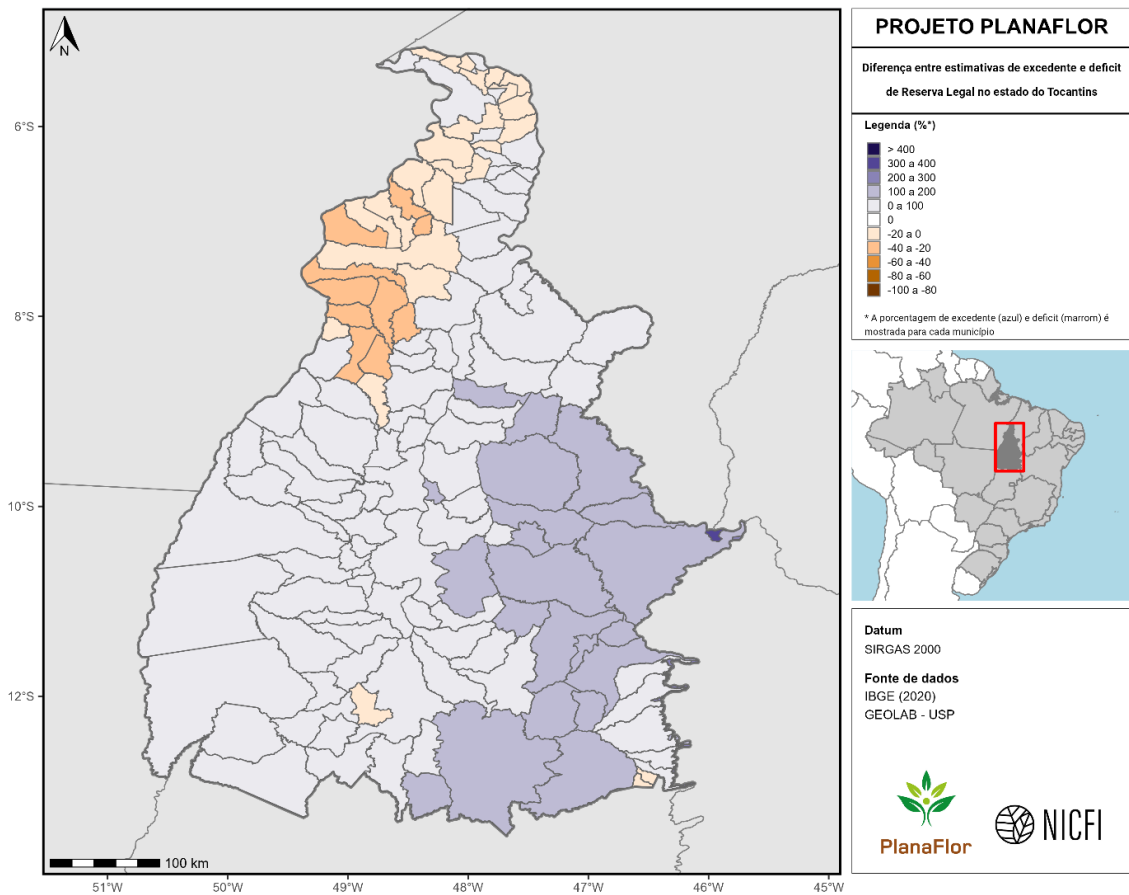 PROJETO PLANAFLOR
Diferença entre estimativas de excedente e deficit
de Reserva Legal no estado do Tocantins
Legenda (%*)
> 400
300 a 400
200 a 300
100 a 200
0 a 100
0
-20 a 0
-40 a -20
-60 a -40
-80 a -60
-100 a -80
* A porcentagem de excedente (azul) e deficit (marrom) é
mostrada para cada município
Datum
SIRGAS 2000
Fonte de dados
IBGE (2020)
GEOLAB - USP
PlanaFlor
NICFI
N
6°S
8°S
10°S
12°S
100 km
51°W
50°W
49°W
48°W
47°W
46°W
45°W